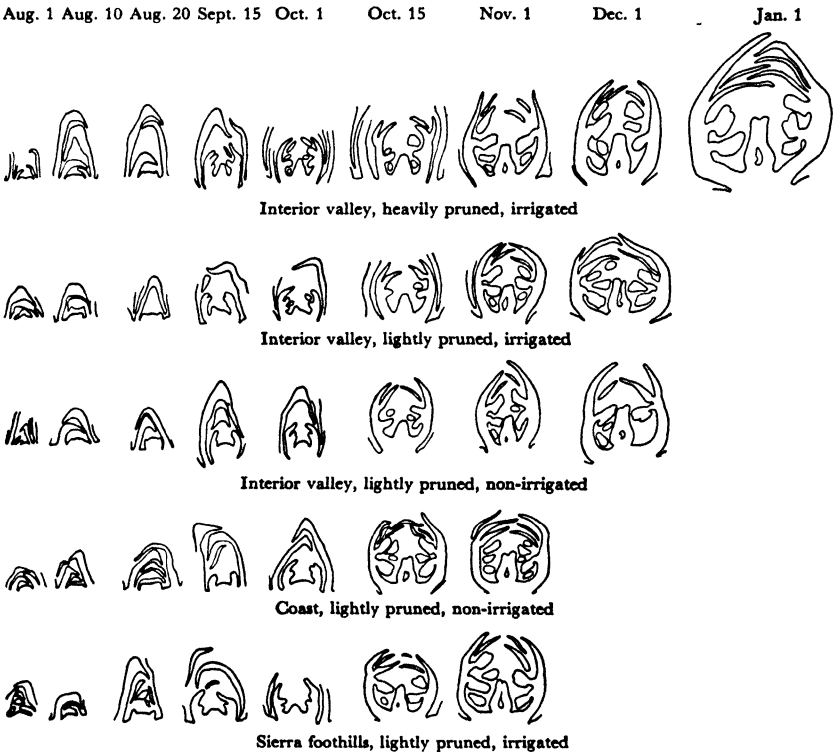 Aug. 1 Aug. 10 Aug. 20 Sept. 15 Oct. 1 Oct. 15 Nov. 1 Dec. 1 Jan. 1
Interior valley, heavily pruned, irrigated
Interior valley, lightly pruned, irrigated
Interior valley, lightly pruned, non-irrigated
Coast, lightly pruned, non-irrigated
Sierra foothills, lightly pruned, irrigated